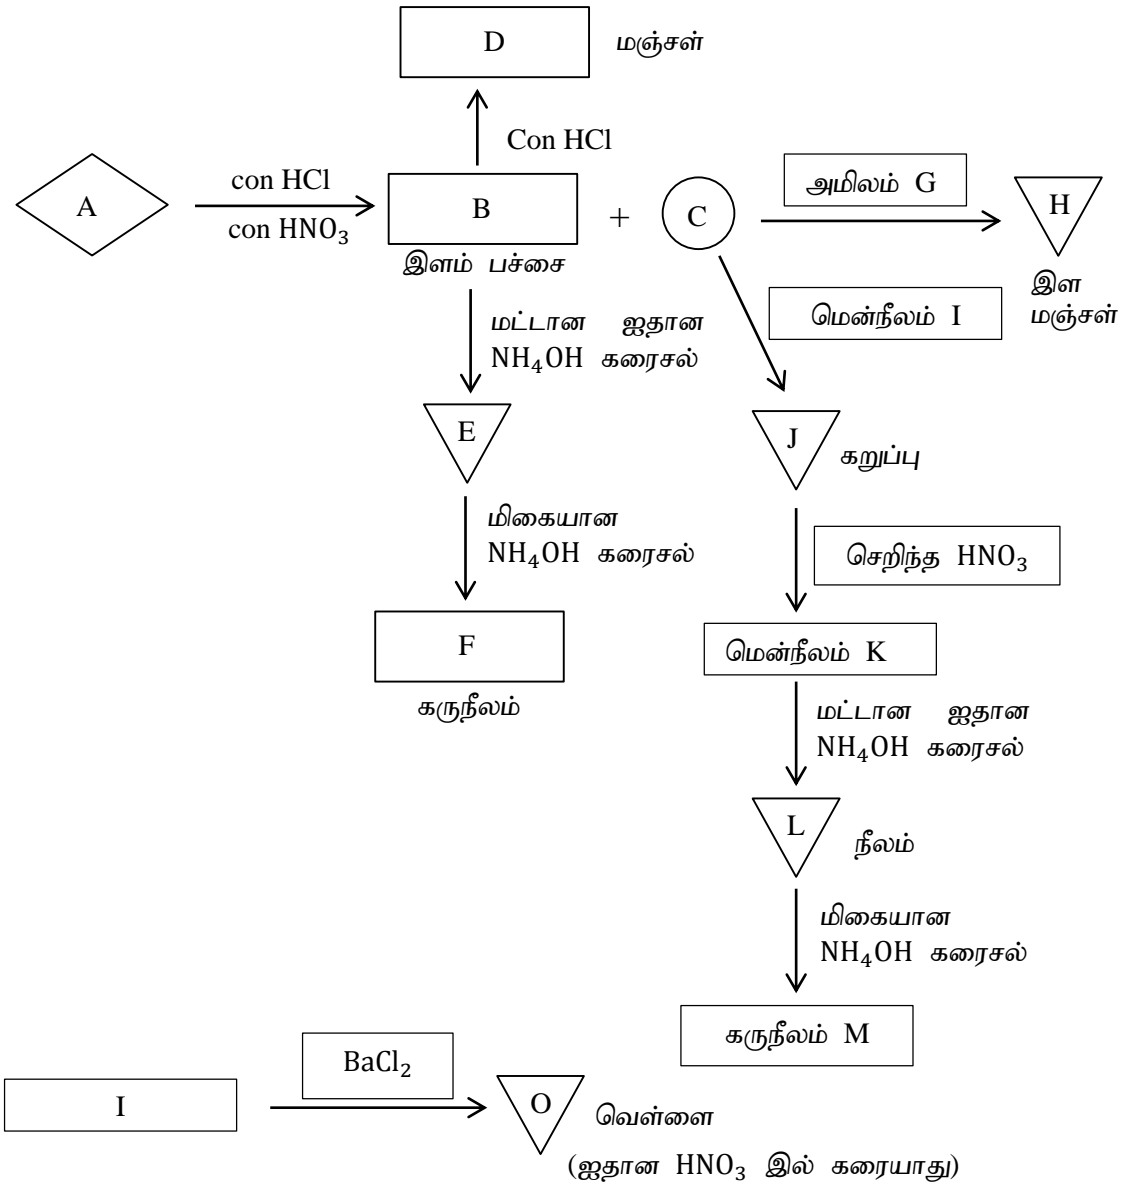 D மஞ்சள்
Con HCl
A
con HCl
con HNO₃
B
இளம் பச்சை
+
C
அமிலம் G
H
இள
மஞ்சள்
மட்டான ஐதான
NH₄OH கரைசல்
மென்நீலம் I
E
J
கறுப்பு
மிகையான
NH₄OH கரைசல்
செறிந்த HNO₃
F
கருநீலம்
மென்நீலம் K
மட்டான ஐதான
NH₄OH கரைசல்
L
நீலம்
மிகையான
NH₄OH கரைசல்
கருநீலம் M
I
BaCl₂
O
வெள்ளை
(ஐதான HNO₃ இல் கரையாது)